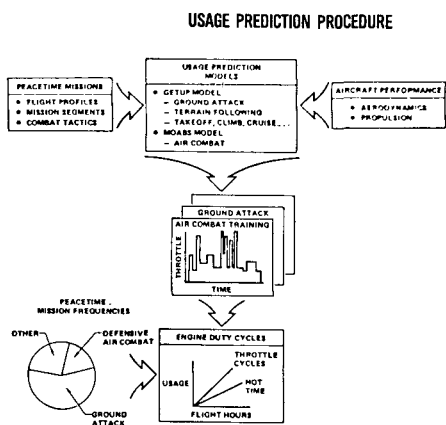 USAGE PREDICTION PROCEDURE
PEACETIME MISSIONS
● FLIGHT PROFILES
● MISSION SEGMENTS
● COMBAT TACTICS
USAGE PREDICTION
MODELS
● GETUP MODEL
– GROUND ATTACK
– TERRAIN FOLLOWING
– TAKEOFF, CLIMB, CRUISE...
● MOABS MODEL
– AIR COMBAT
AIRCRAFT PERFORMANCE
● AERODYNAMICS
● PROPULSION
GROUND ATTACK
AIR COMBAT TRAINING
THROTTLE
TIME
PEACETIME
MISSION FREQUENCIES
OTHER
DEFENSIVE
AIR COMBAT
GROUND
ATTACK
ENGINE DUTY CYCLES
THROTTLE
CYCLES
USAGE
HOT TIME
FLIGHT HOURS